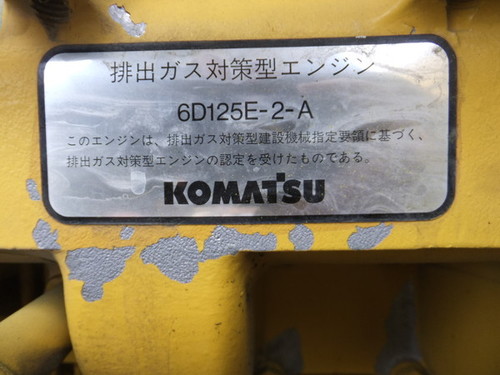 排出ガス対策型エンジン
6D125E-2-A
このエンジンは、排出ガス対策型建設機械指定要領に基づく、
排出ガス対策型エンジンの認定を受けたものである。
KOMATSU